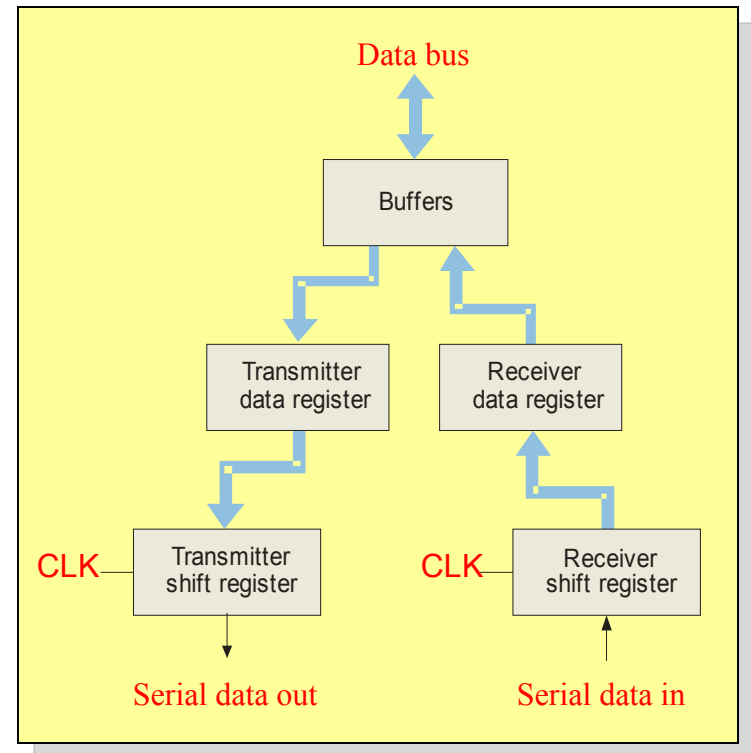 Data bus
Buffers
Transmitter
data register
Receiver
data register
CLK
Transmitter
shift register
CLK
Receiver
shift register
Serial data out
Serial data in